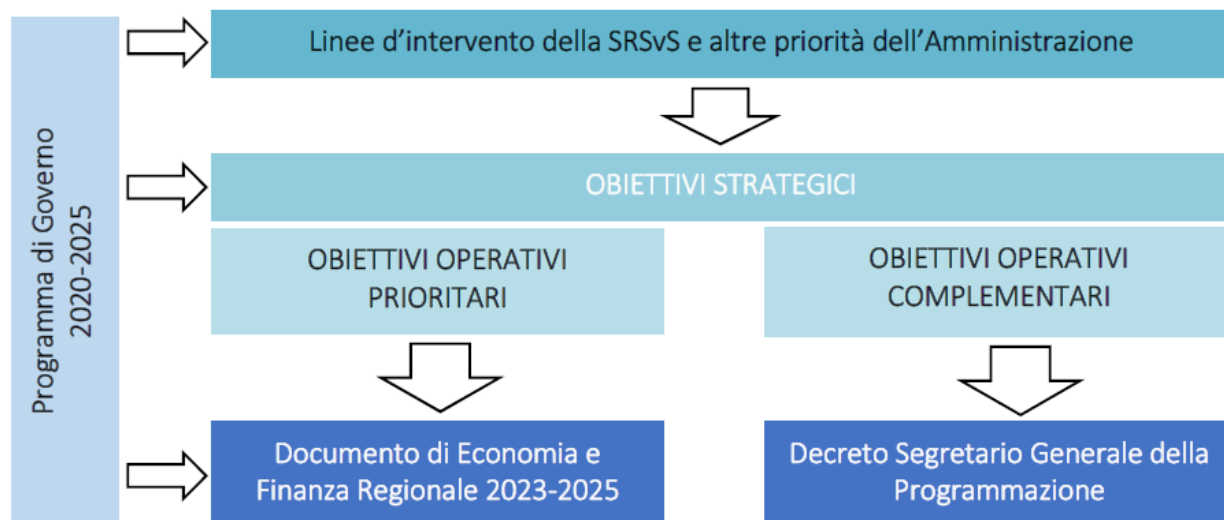 Programma di Governo
2020-2025
Linee d’intervento della SRSvS e altre priorità dell’Amministrazione
OBIETTIVI STRATEGICI
OBIETTIVI OPERATIVI
PRIORITARI
OBIETTIVI OPERATIVI
COMPLEMENTARI
Documento di Economia e
Finanza Regionale 2023-2025
Decreto Segretario Generale della
Programmazione